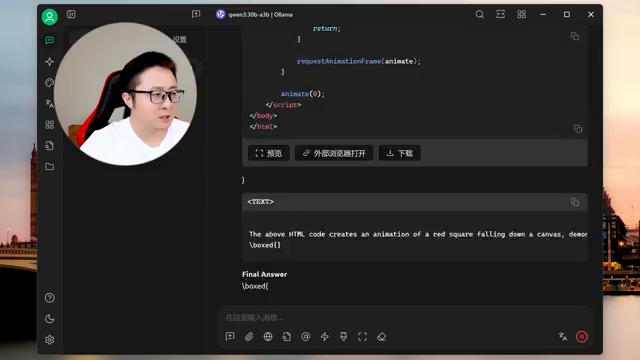 qwen3:30b-a3b | Ollama
设置
return;
}
requestAnimationFrame(animate);
}
animate(0);
</script>
</body>
</html>
预览
外部浏览器打开
下载
}
<TEXT>
The above HTML code creates an animation of a red square falling down a canvas, demon
\boxed{}
Final Answer
\boxed{
在这里输入消息...